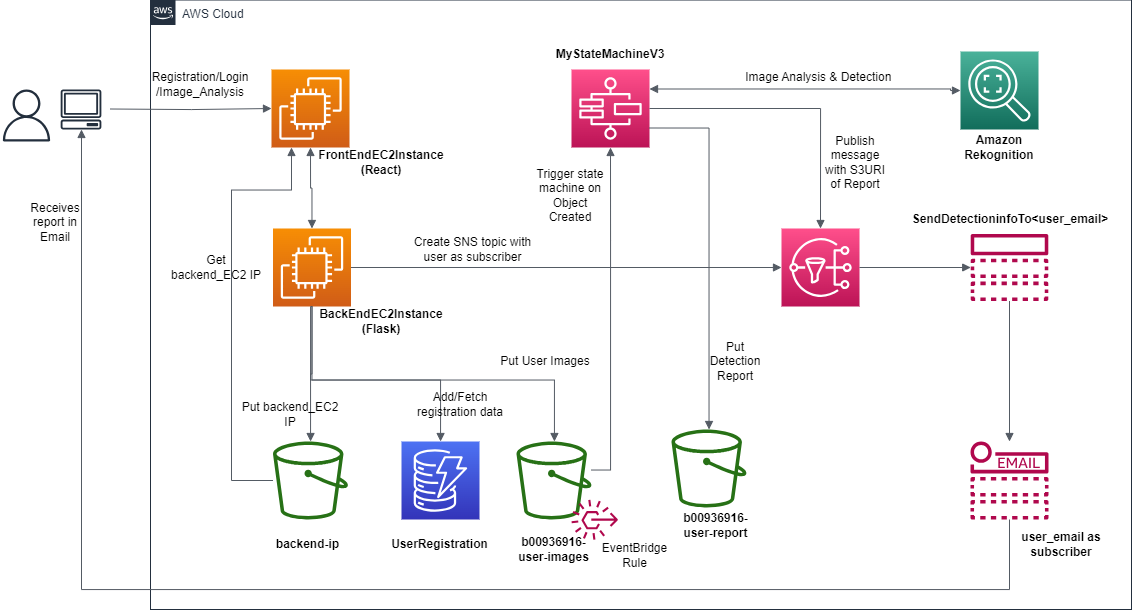 aws
AWS Cloud
MyStateMachineV3
Registration/Login
/Image_Analysis
Image Analysis & Detection
FrontEndEC2Instance
(React)
Amazon
Rekognition
Publish
message
with S3URI
of Report
Trigger state
machine on
Object
Created
Receives
report in
Email
SendDetectioninfoTo<user_email>
Get
backend_EC2 IP
Create SNS topic with
user as subscriber
BackEndEC2Instance
(Flask)
Put User Images
Put
Detection
Report
Put backend_EC2
IP
Add/Fetch
registration data
EMAIL
backend-ip
UserRegistration
b00936916-
user-images
EventBridge
Rule
b00936916-
user-report
user_email as
subscriber